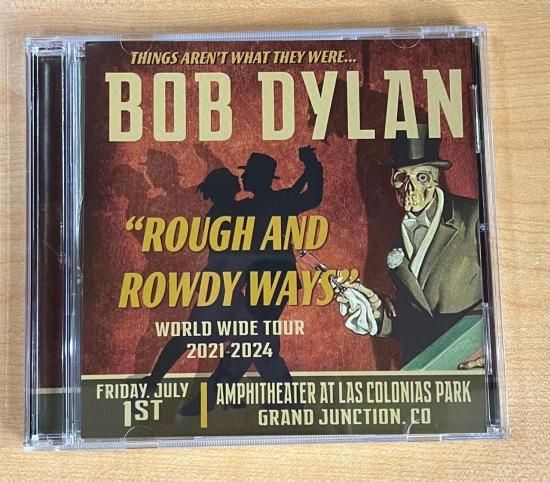 THINGS AREN'T WHAT THEY WERE...
BOB DYLAN
"ROUGH AND
ROWDY WAYS"
WORLD WIDE TOUR
2021-2024
FRIDAY, JULY
1ST
AMPHITHEATER AT LAS COLONIAS PARK
GRAND JUNCTION, CO